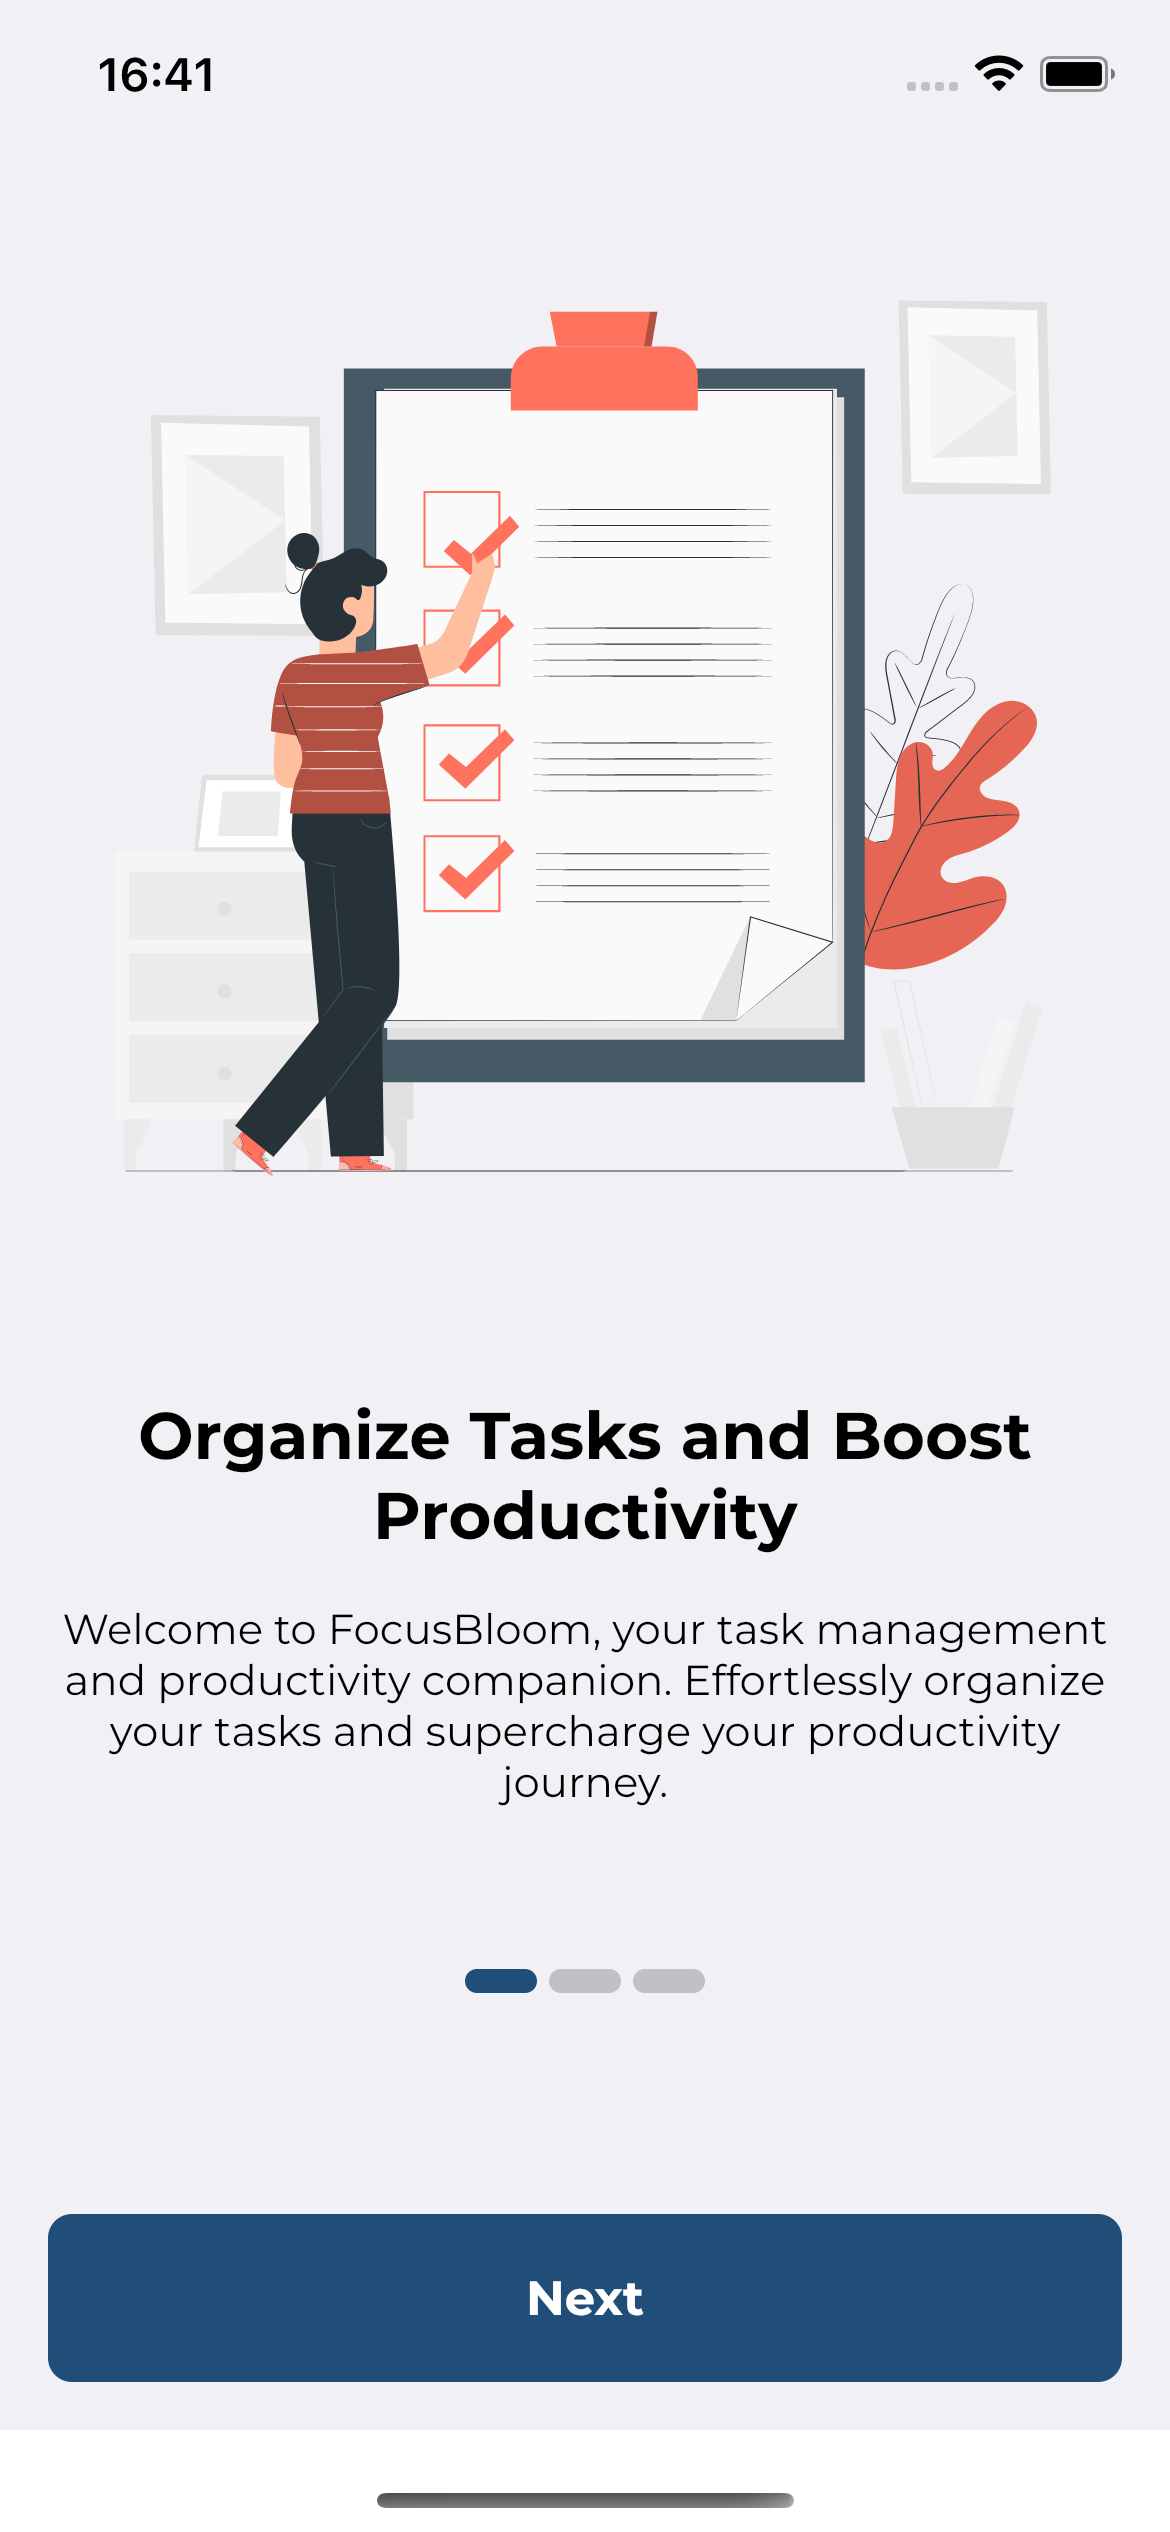 16:41
Organize Tasks and Boost
Productivity
Welcome to FocusBloom, your task management
and productivity companion. Effortlessly organize
your tasks and supercharge your productivity
journey.
Next